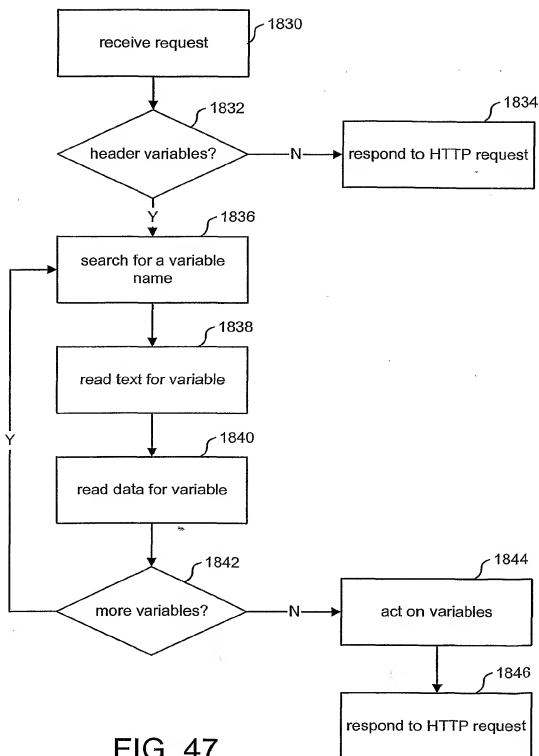 receive request
1830
header variables?
1832
N
respond to HTTP request
1834
Y
search for a variable
name
1836
read text for variable
1838
read data for variable
1840
Y
more variables?
1842
N
act on variables
1844
respond to HTTP request
1846
FIG. 47